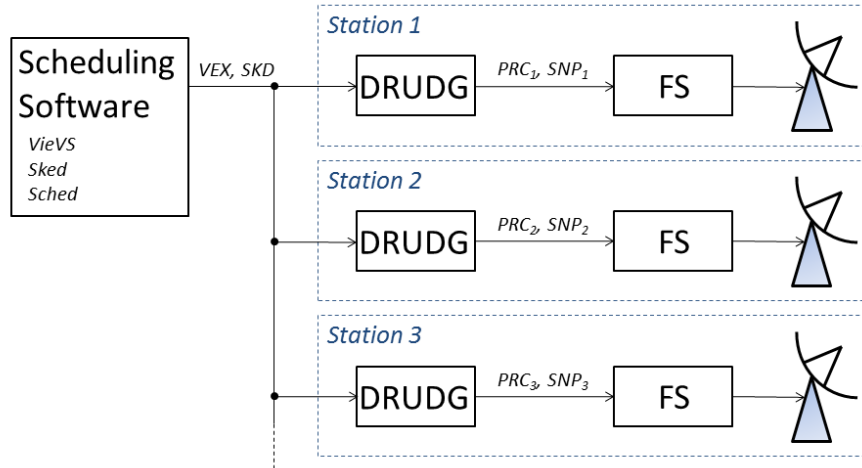 Scheduling
Software
VieVS
Sked
Sched
VEX, SKD
Station 1
DRUDG
PRC₁, SNP₁
FS
Station 2
DRUDG
PRC₂, SNP₂
FS
Station 3
DRUDG
PRC₃, SNP₃
FS